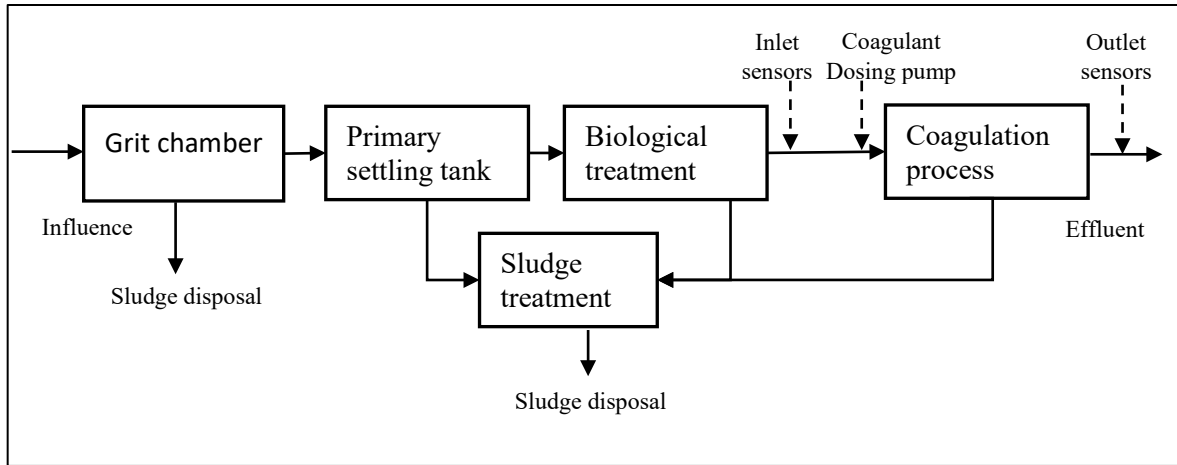 Inlet
sensors
Coagulant
Dosing pump
Outlet
sensors
Grit chamber
Primary
settling tank
Biological
treatment
Coagulation
process
Influence
Effluent
Sludge disposal
Sludge
treatment
Sludge disposal